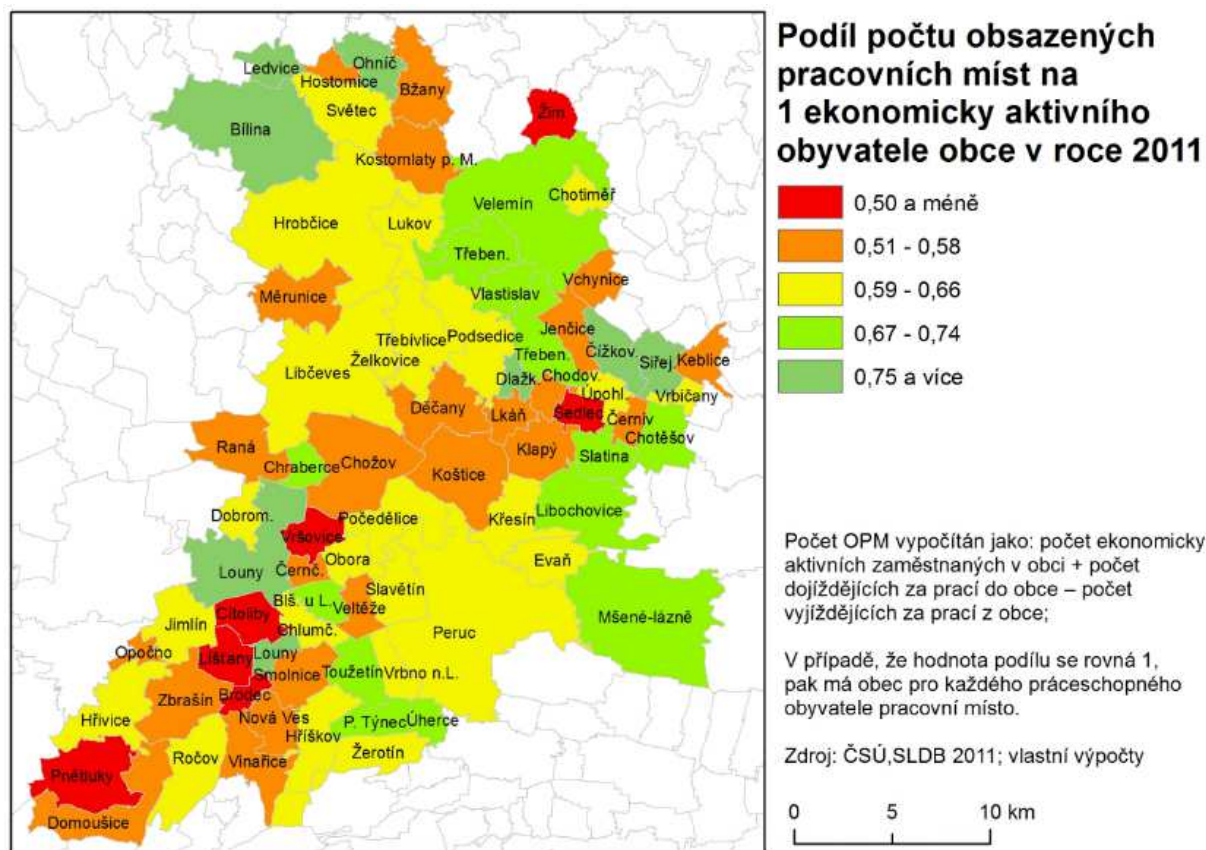 Podíl počtu obsazených
pracovních míst na
1 ekonomicky aktivního
obyvatele obce v roce 2011
0,50 a méně
0,51 - 0,58
0,59 - 0,66
0,67 - 0,74
0,75 a více
Ledvice
Ohníč
Hostomice
Bžany
Světec
Žim
Bílina
Kostomlaty p. M.
Chotiměř
Velemín
Hrobčice
Lukov
Třeben.
Vchynice
Měrunice
Vlastislav
Jenčice
Třebívlice
Podsedice
Čížkov.
Třeben.
Siřej.
Keblice
Želkovice
Libčeves
Dlažk.
Chodov.
Úpohl.
Vrbičany
Děčany
Lkáň
Sedlec
Černiv
Chotěšov
Raná
Klapý
Slatina
Chraberce
Chožov
Koštice
Libochovice
Dobrom.
Počedělice
Křesín
Vršovice
Obora
Evaň
Louny
Černč.
Slavětín
Blš. u L.
Veltěže
Mšené-lázně
Cítoliby
Jimlín
Chlumč.
Peruc
Opočno
Líšťany
Louny
Smolnice
Toužetín
Vrbno n.L.
Zbrašín
Brodec
Hřivice
Nová Ves
P. Týnec
Úherce
Hříškov
Ročov
Vinařice
Žerotín
Pnětluky
Domoušice
Počet OPM vypočítán jako: počet ekonomicky
aktivních zaměstnaných v obci + počet
dojíždějících za prací do obce – počet
vyjíždějících za prací z obce;
V případě, že hodnota podílu se rovná 1,
pak má obec pro každého práceschopného
obyvatele pracovní místo.
Zdroj: ČSÚ,SLDB 2011; vlastní výpočty
0 5 10 km